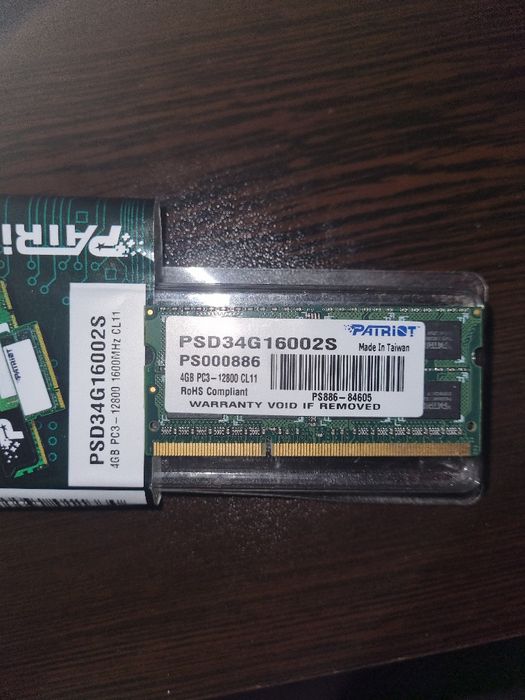 PATRi
PATRIOT
PSD34G16002S
4GB PC3-12800 1600MHz CL11
PSD34G16002S
PATRIOT
Made In Taiwan
PS000886
4GB PC3-12800 CL11
RoHS Compliant
PS886-84605
WARRANTY VOID IF REMOVED